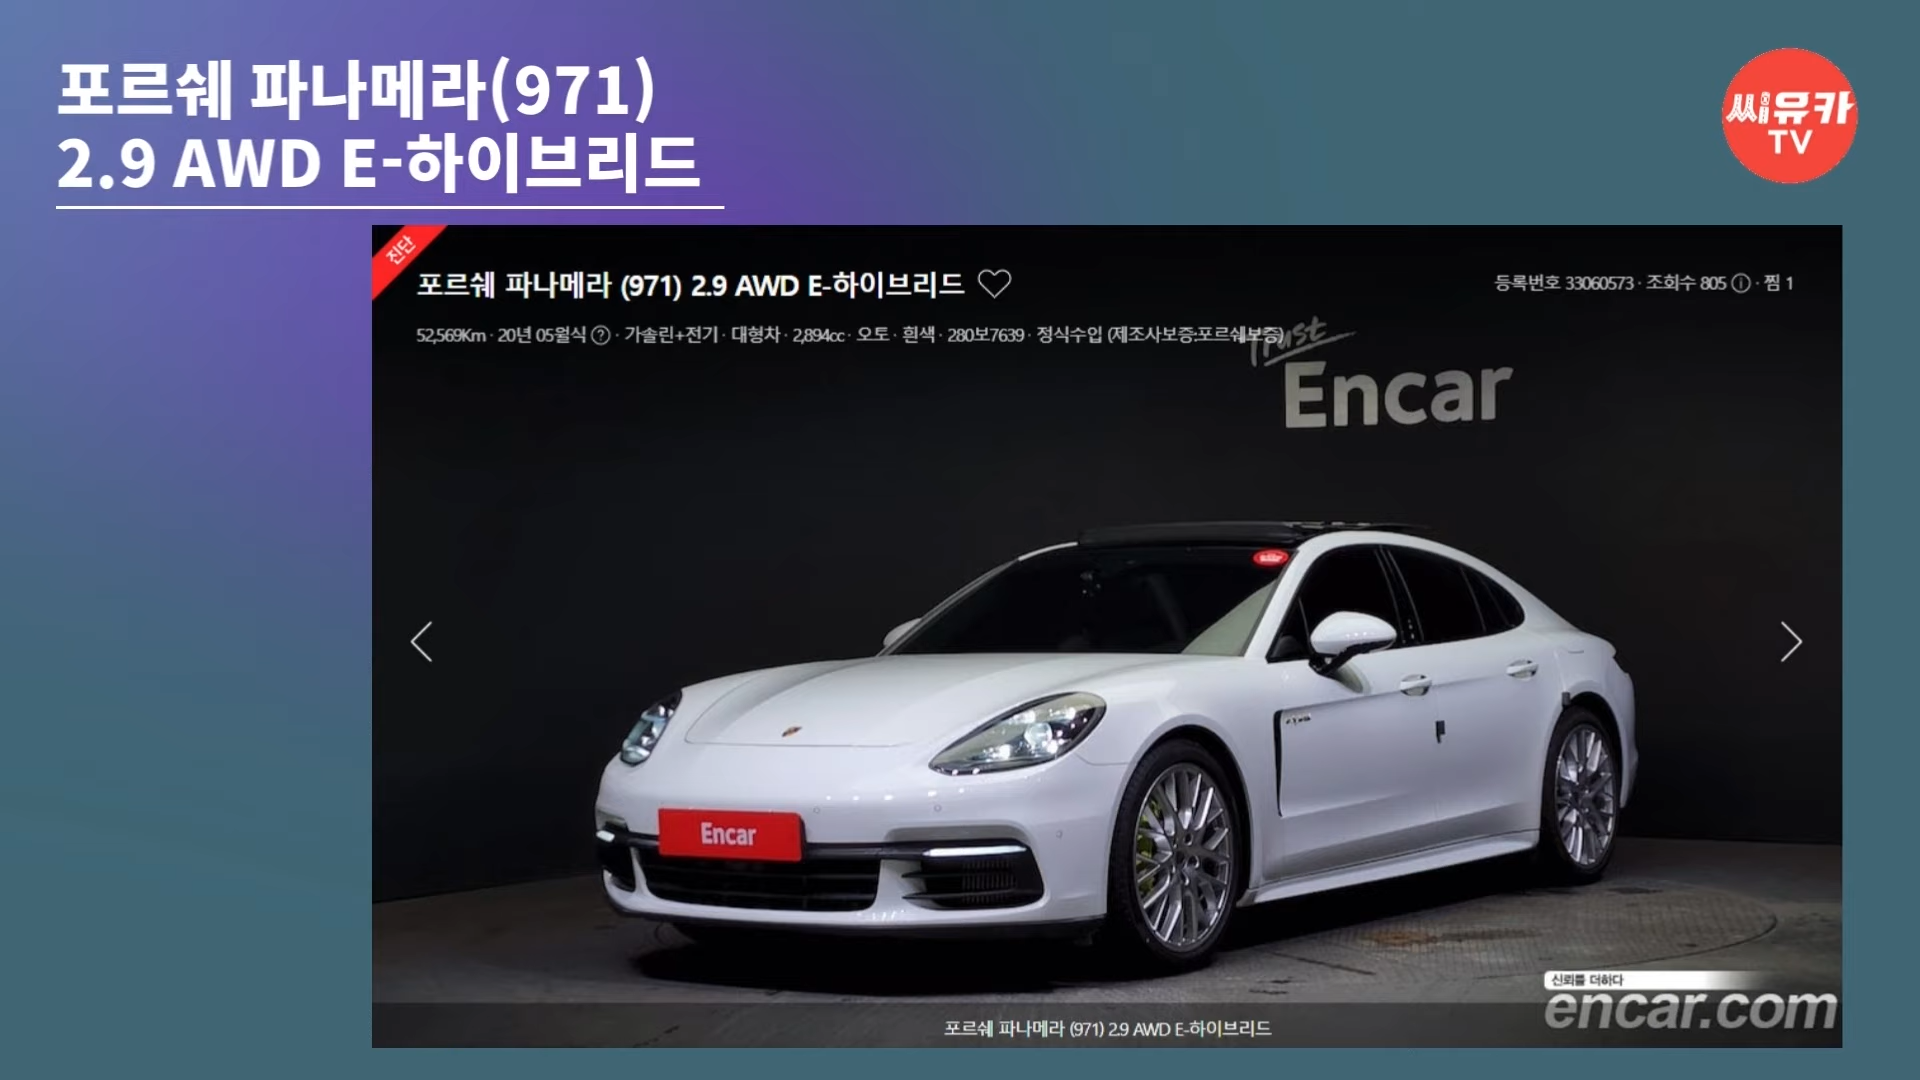 포르쉐 파나메라(971)
2.9 AWD E-하이브리드
씨유카
TV
진단
포르쉐 파나메라 (971) 2.9 AWD E-하이브리드
등록번호 33060573 · 조회수 805 ⓘ · 찜 1
52,569Km · 20년 05월식 ? · 가솔린+전기 · 대형차 · 2,894cc · 오토 · 흰색 · 280보7639 · 정식수입 (제조사보증:포르쉐보증)
Trust
Encar
Encar
신뢰를 더하다
encar.com
포르쉐 파나메라 (971) 2.9 AWD E-하이브리드